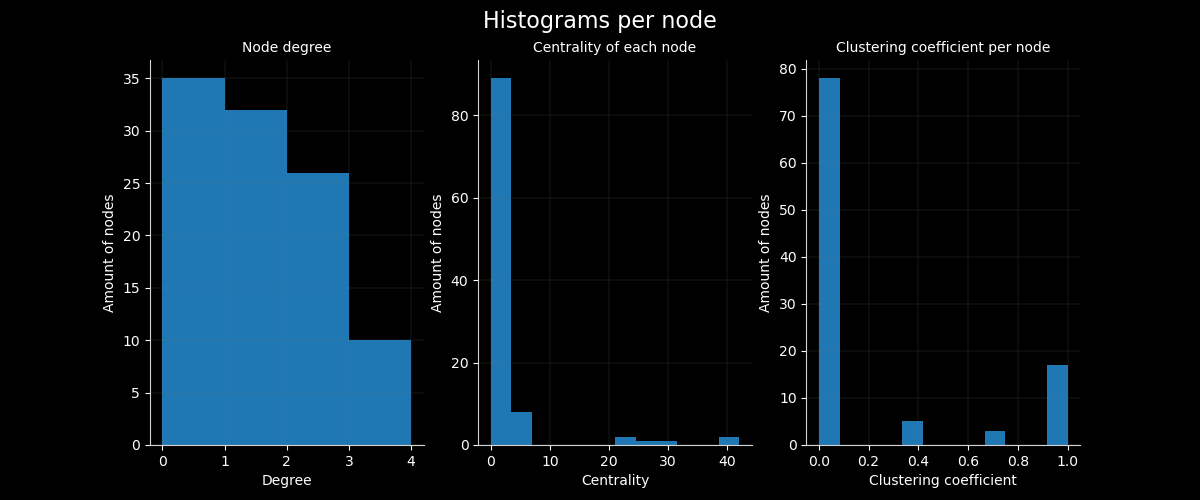 Histograms per node
Node degree
Amount of nodes
35
30
25
20
15
10
5
0
0 1 2 3 4
Degree
Centrality of each node
Amount of nodes
80
60
40
20
0
0 10 20 30 40
Centrality
Clustering coefficient per node
Amount of nodes
80
70
60
50
40
30
20
10
0
0.0 0.2 0.4 0.6 0.8 1.0
Clustering coefficient